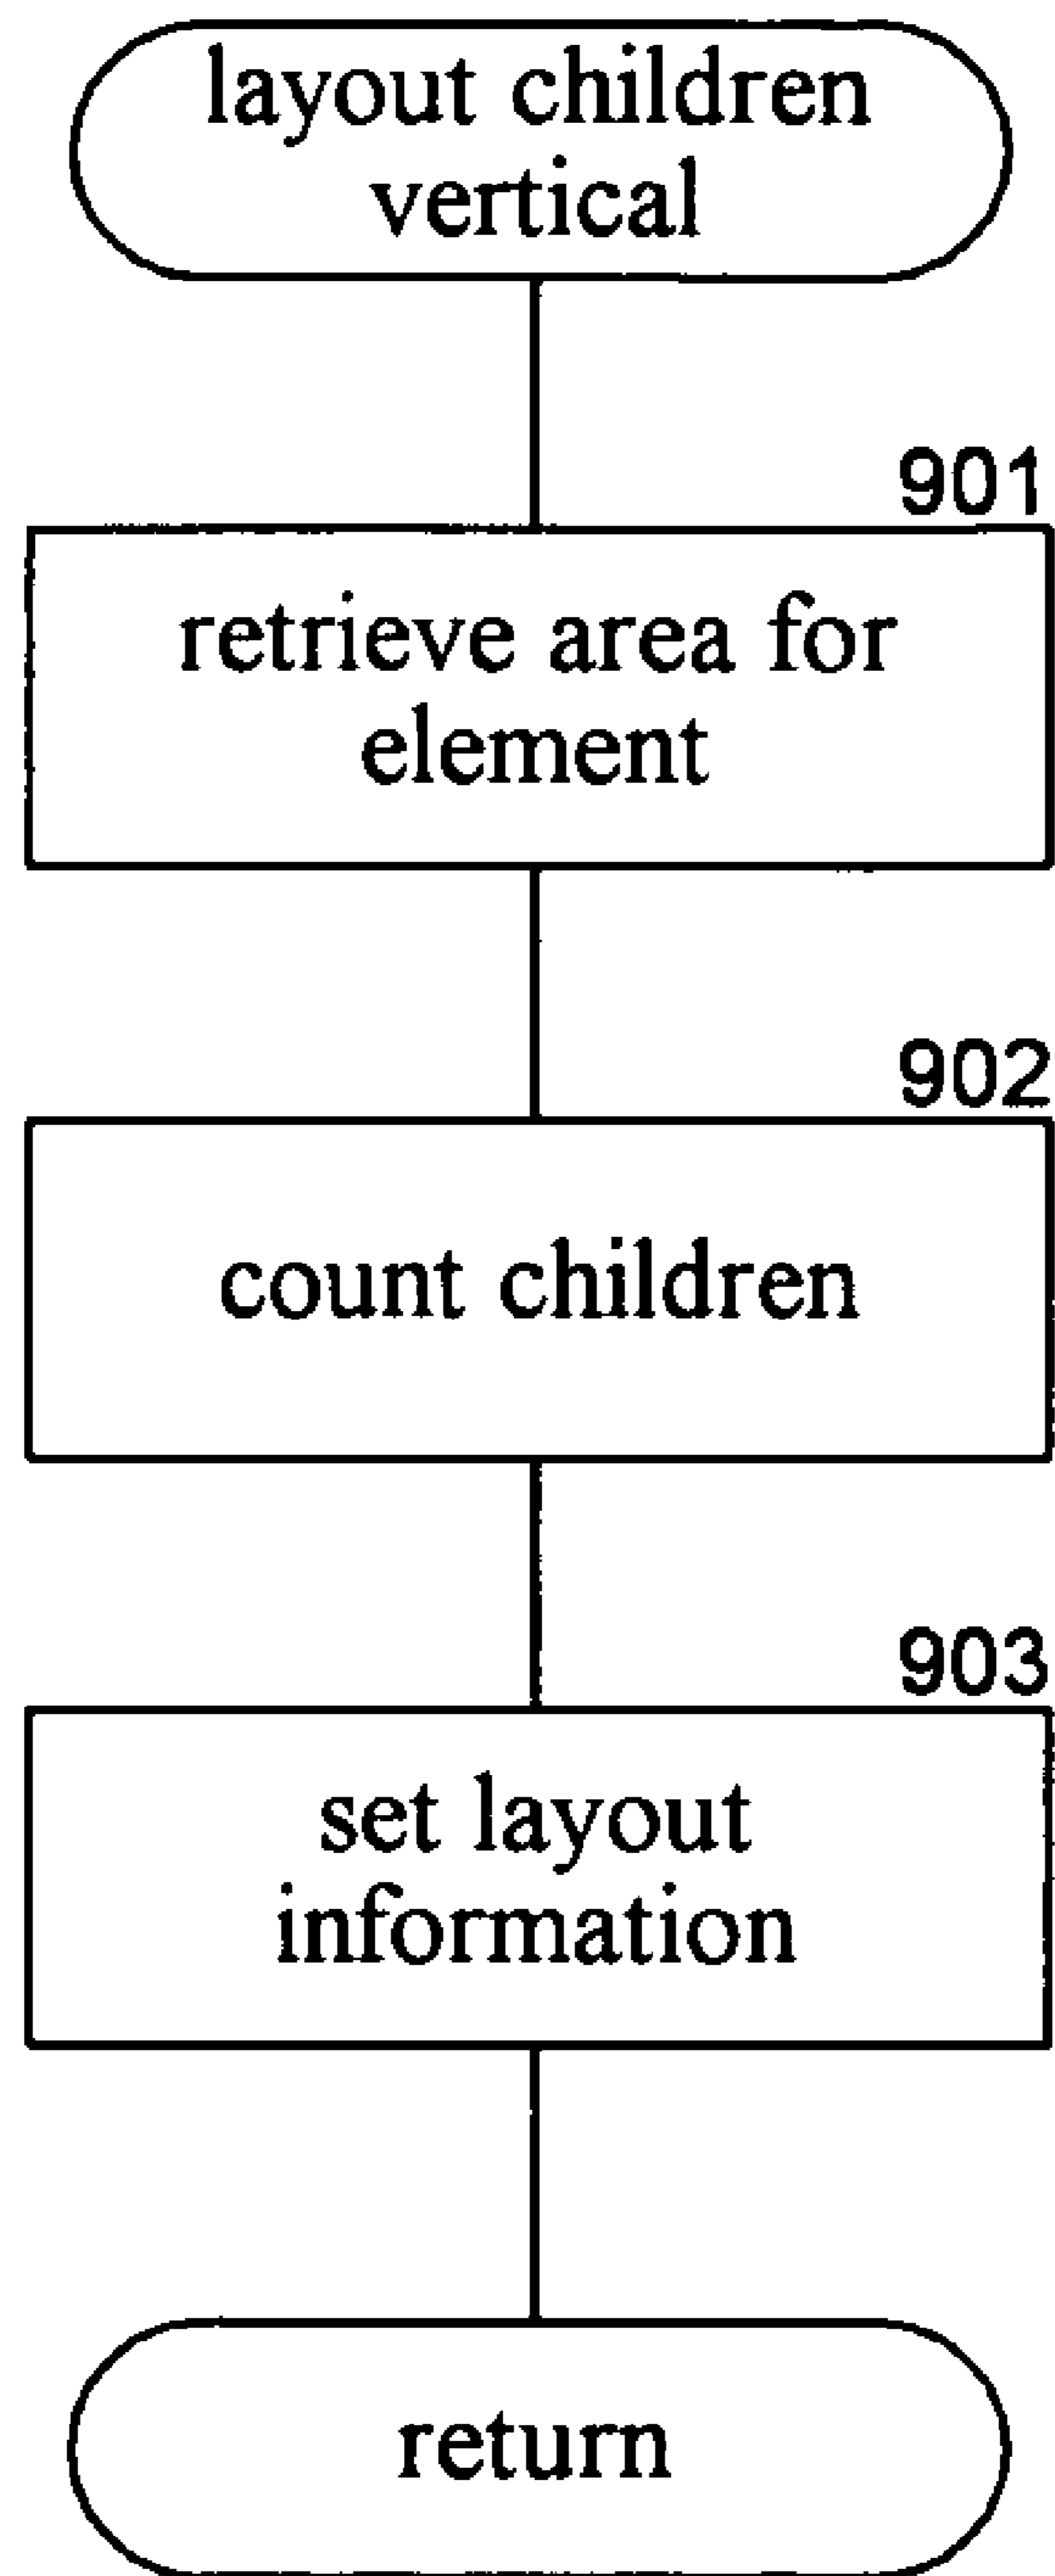 layout children
vertical
901
retrieve area for
element
902
count children
903
set layout
information
return